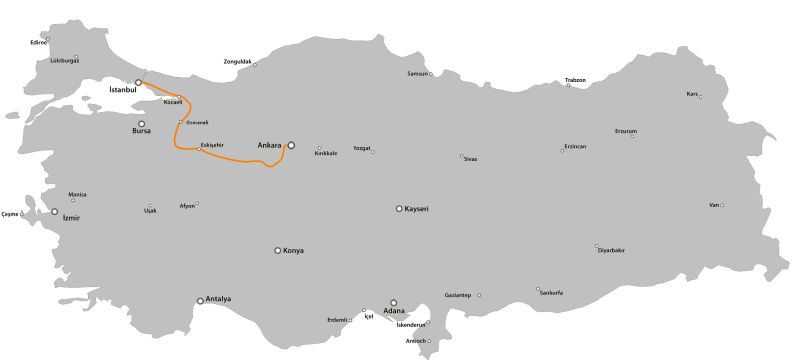 Edirne
Lüleburgaz
İstanbul
Zonguldak
Samsun
Trabzon
Kars
Kocaeli
Osmaneli
Bursa
Eskişehir
Ankara
Kırıkkale
Yozgat
Sivas
Erzincan
Erzurum
Manisa
Çeşme
İzmir
Uşak
Afyon
Kayseri
Van
Konya
Diyarbakır
Antalya
Erdemli
İçel
Adana
Gaziantep
Sanlıurfa
İskenderun
Antioch